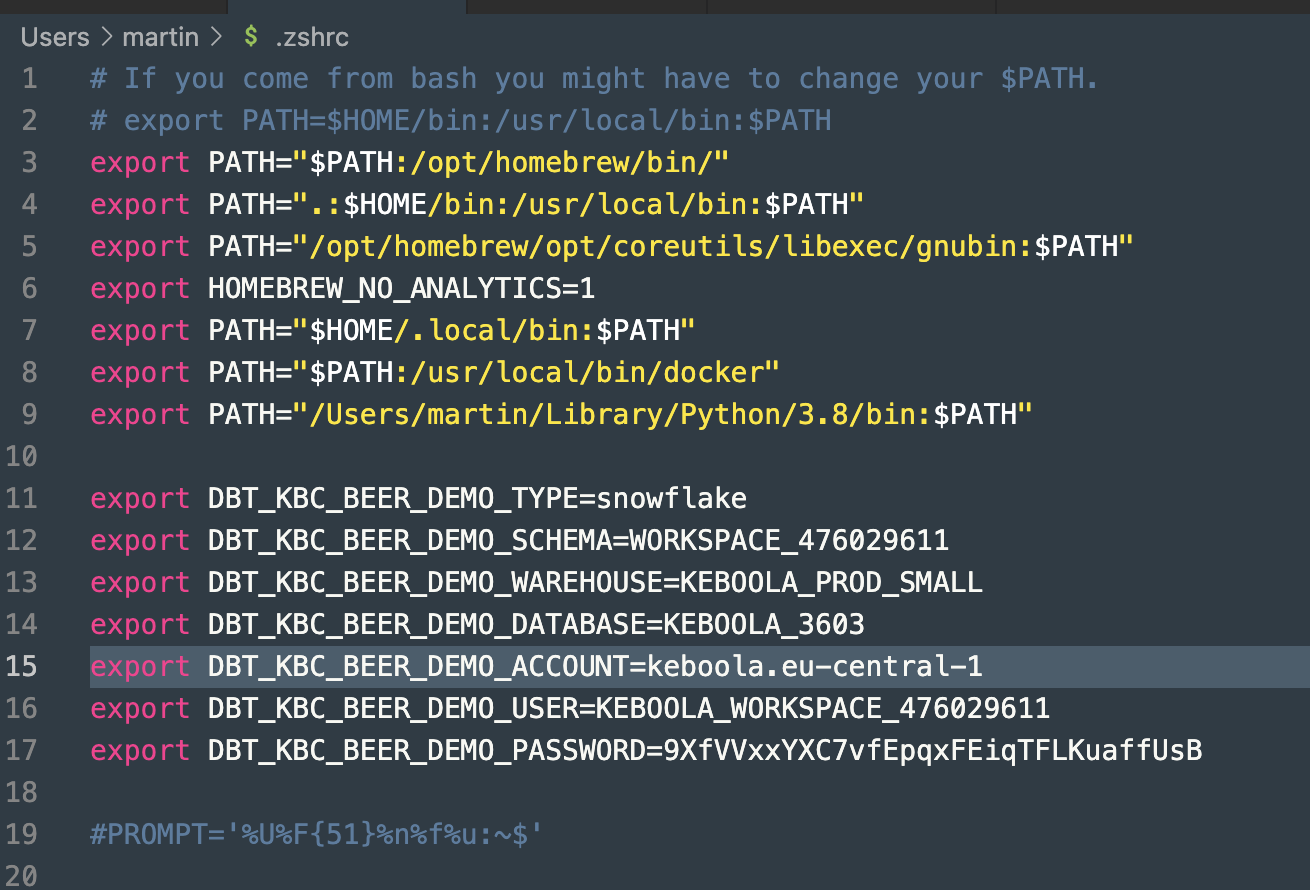 Users > martin > $ .zshrc
1 # If you come from bash you might have to change your $PATH.
2 # export PATH=$HOME/bin:/usr/local/bin:$PATH
3 export PATH="$PATH:/opt/homebrew/bin/"
4 export PATH=".:$HOME/bin:/usr/local/bin:$PATH"
5 export PATH="/opt/homebrew/opt/coreutils/libexec/gnubin:$PATH"
6 export HOMEBREW_NO_ANALYTICS=1
7 export PATH="$HOME/.local/bin:$PATH"
8 export PATH="$PATH:/usr/local/bin/docker"
9 export PATH="/Users/martin/Library/Python/3.8/bin:$PATH"
10
11 export DBT_KBC_BEER_DEMO_TYPE=snowflake
12 export DBT_KBC_BEER_DEMO_SCHEMA=WORKSPACE_476029611
13 export DBT_KBC_BEER_DEMO_WAREHOUSE=KEBOOLA_PROD_SMALL
14 export DBT_KBC_BEER_DEMO_DATABASE=KEBOOLA_3603
15 export DBT_KBC_BEER_DEMO_ACCOUNT=keboola.eu-central-1
16 export DBT_KBC_BEER_DEMO_USER=KEBOOLA_WORKSPACE_476029611
17 export DBT_KBC_BEER_DEMO_PASSWORD=9XfVVxxYXC7vfEpqxFEiqTFLKuaffUsB
18
19 #PROMPT='%U%F{51}%n%f%u:~$'
20